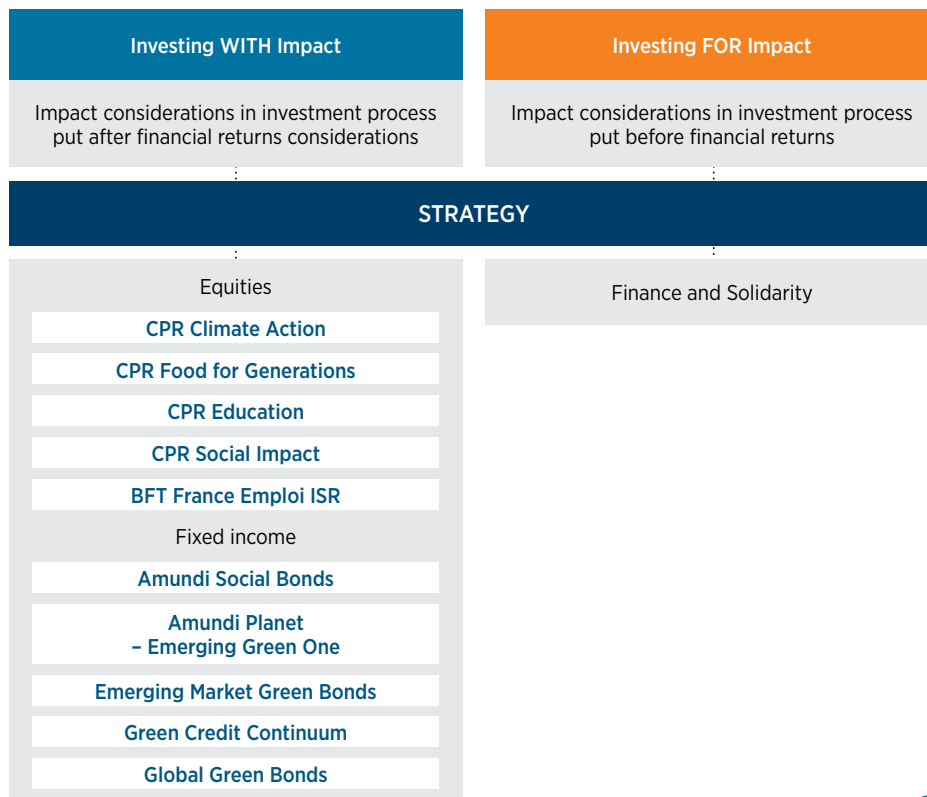 Investing WITH Impact
Impact considerations in investment process
put after financial returns considerations
Investing FOR Impact
Impact considerations in investment process
put before financial returns
STRATEGY
Equities
CPR Climate Action
CPR Food for Generations
CPR Education
CPR Social Impact
BFT France Emploi ISR
Fixed income
Amundi Social Bonds
Amundi Planet
– Emerging Green One
Emerging Market Green Bonds
Green Credit Continuum
Global Green Bonds
Finance and Solidarity